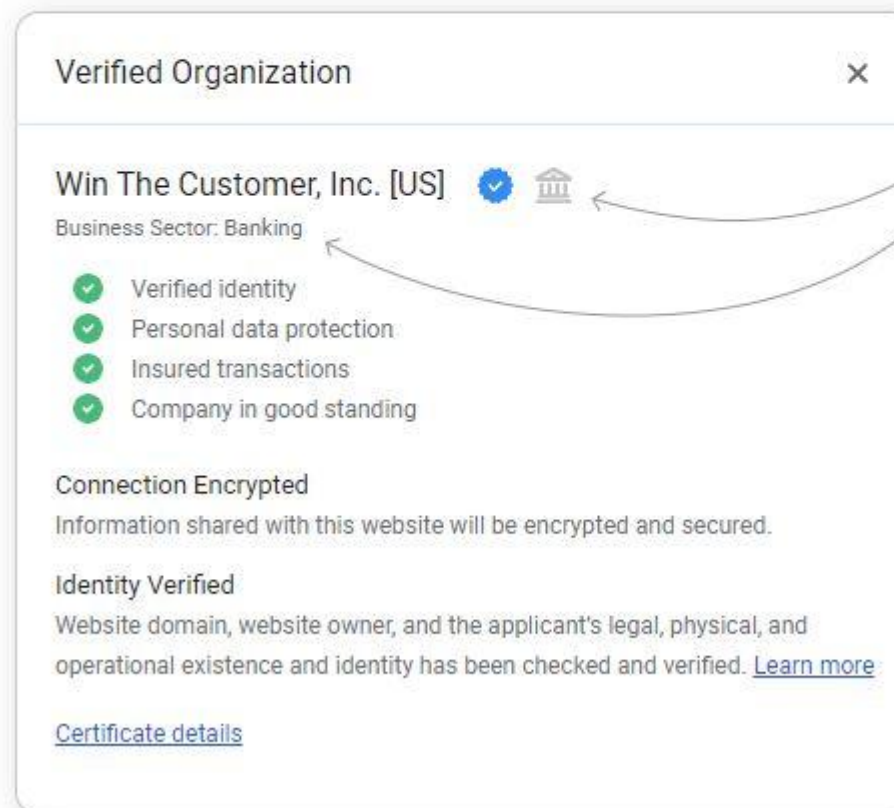 Verified Organization
Win The Customer, Inc. [US]
Business Sector: Banking
Verified identity
Personal data protection
Insured transactions
Company in good standing
Connection Encrypted
Information shared with this website will be encrypted and secured.
Identity Verified
Website domain, website owner, and the applicant's legal, physical, and
operational existence and identity has been checked and verified. Learn more
Certificate details